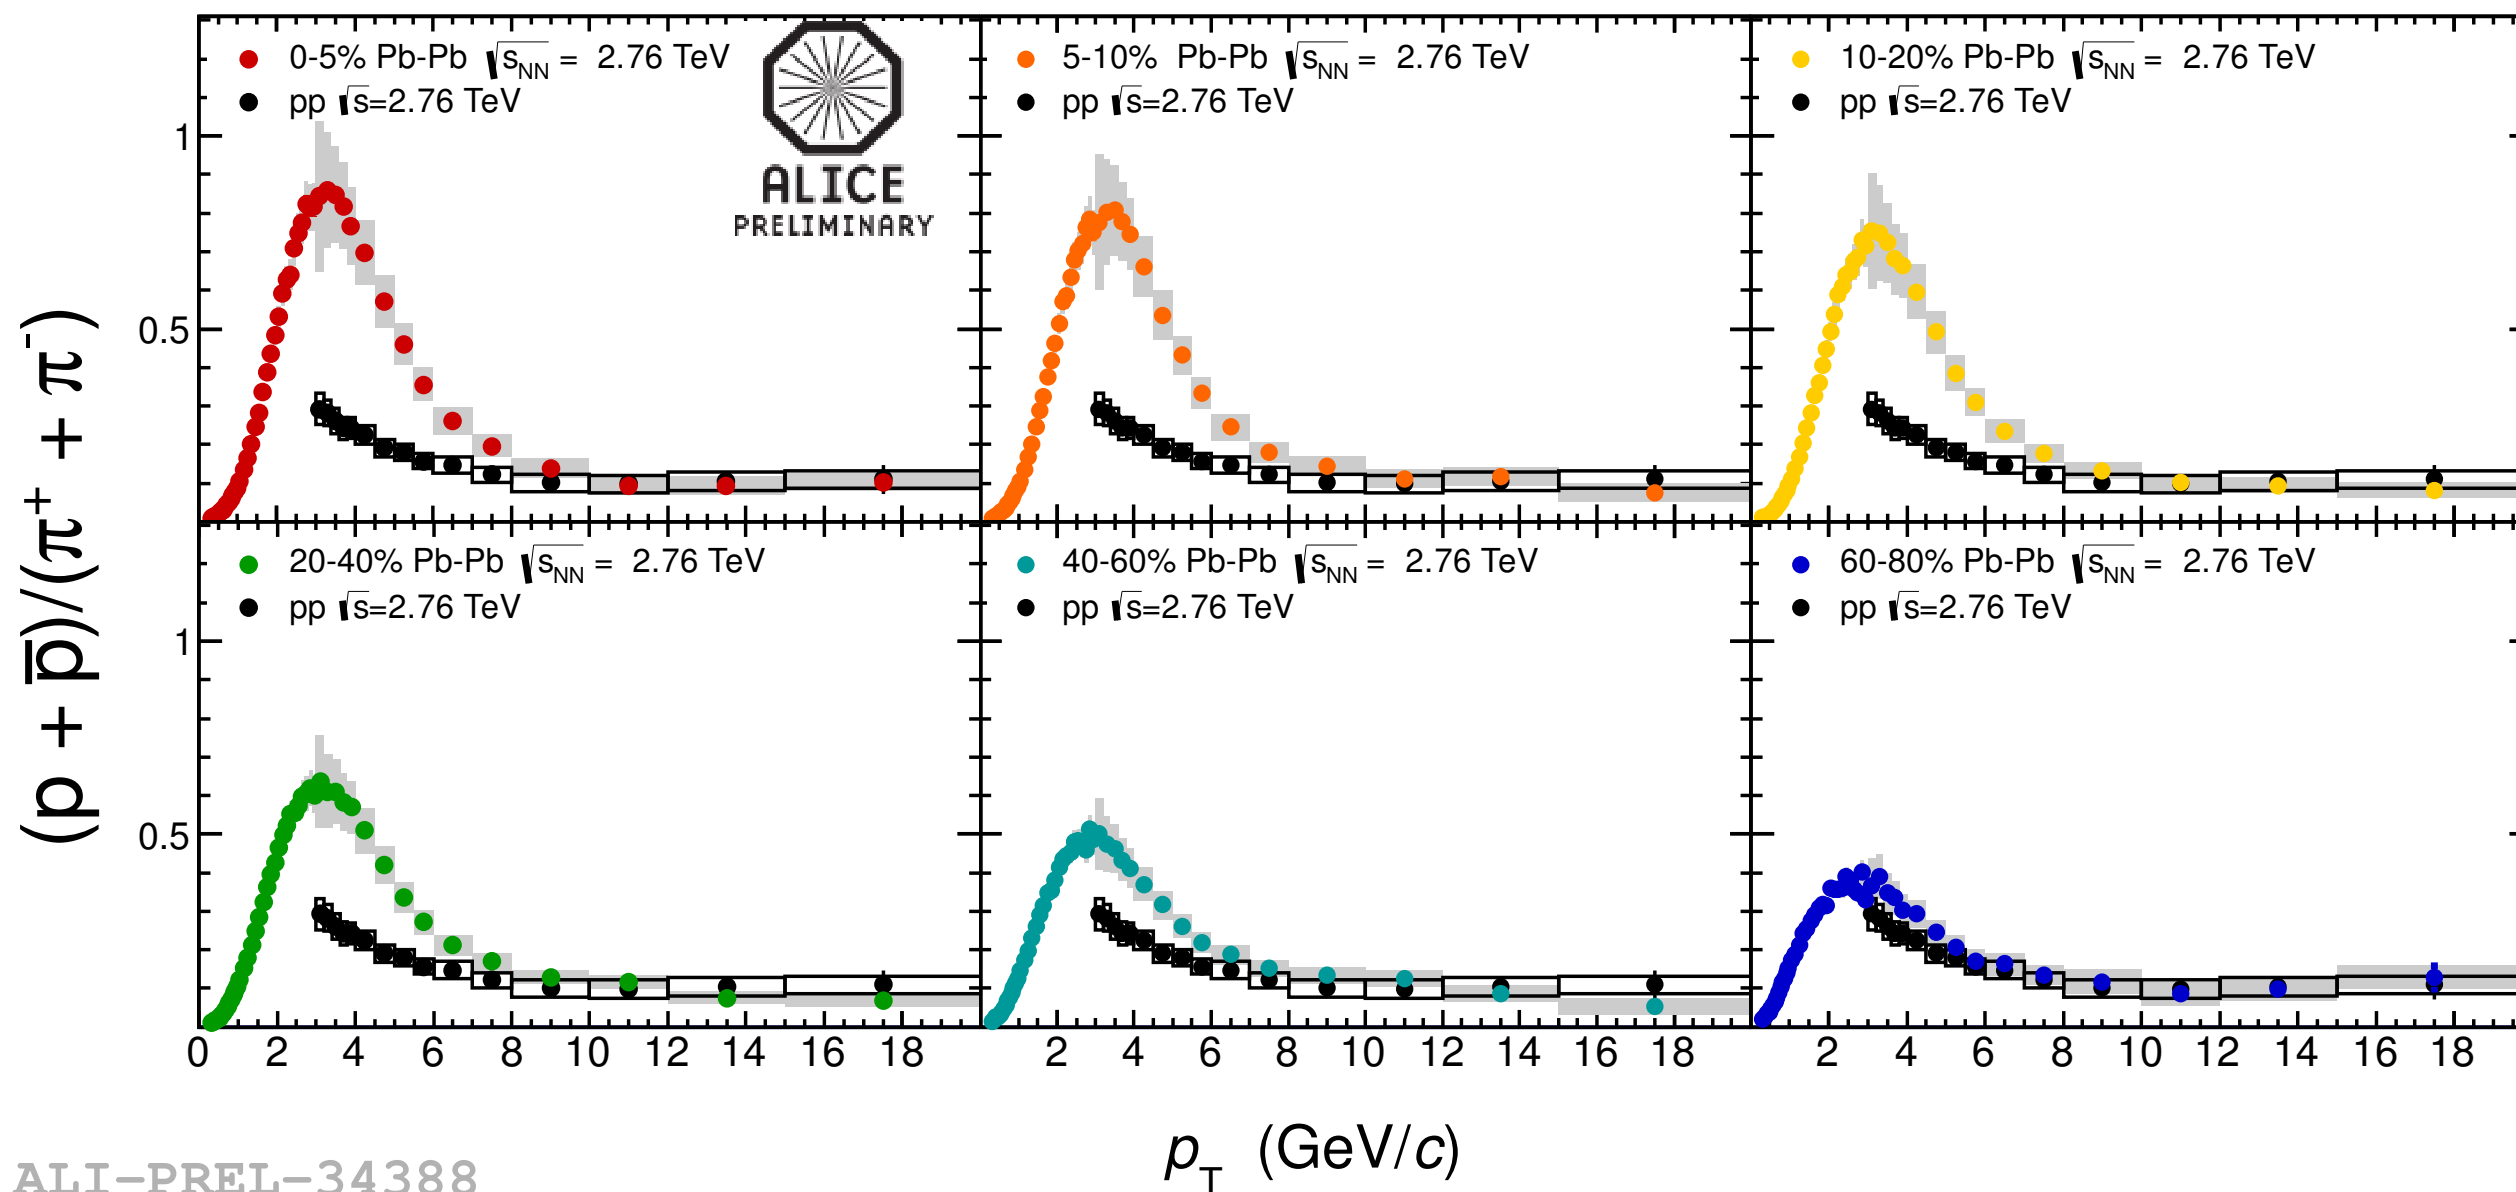 0-5% Pb-Pb √sNN = 2.76 TeV
pp √s=2.76 TeV
ALICE
PRELIMINARY
5-10% Pb-Pb √sNN = 2.76 TeV
pp √s=2.76 TeV
10-20% Pb-Pb √sNN = 2.76 TeV
pp √s=2.76 TeV
1
0.5
20-40% Pb-Pb √sNN = 2.76 TeV
pp √s=2.76 TeV
40-60% Pb-Pb √sNN = 2.76 TeV
pp √s=2.76 TeV
60-80% Pb-Pb √sNN = 2.76 TeV
pp √s=2.76 TeV
1
0.5
(p + p̅)/(π⁺ + π⁻)
0 2 4 6 8 10 12 14 16 18
2 4 6 8 10 12 14 16 18
2 4 6 8 10 12 14 16 18
pT (GeV/c)
ALI-PREL-34388